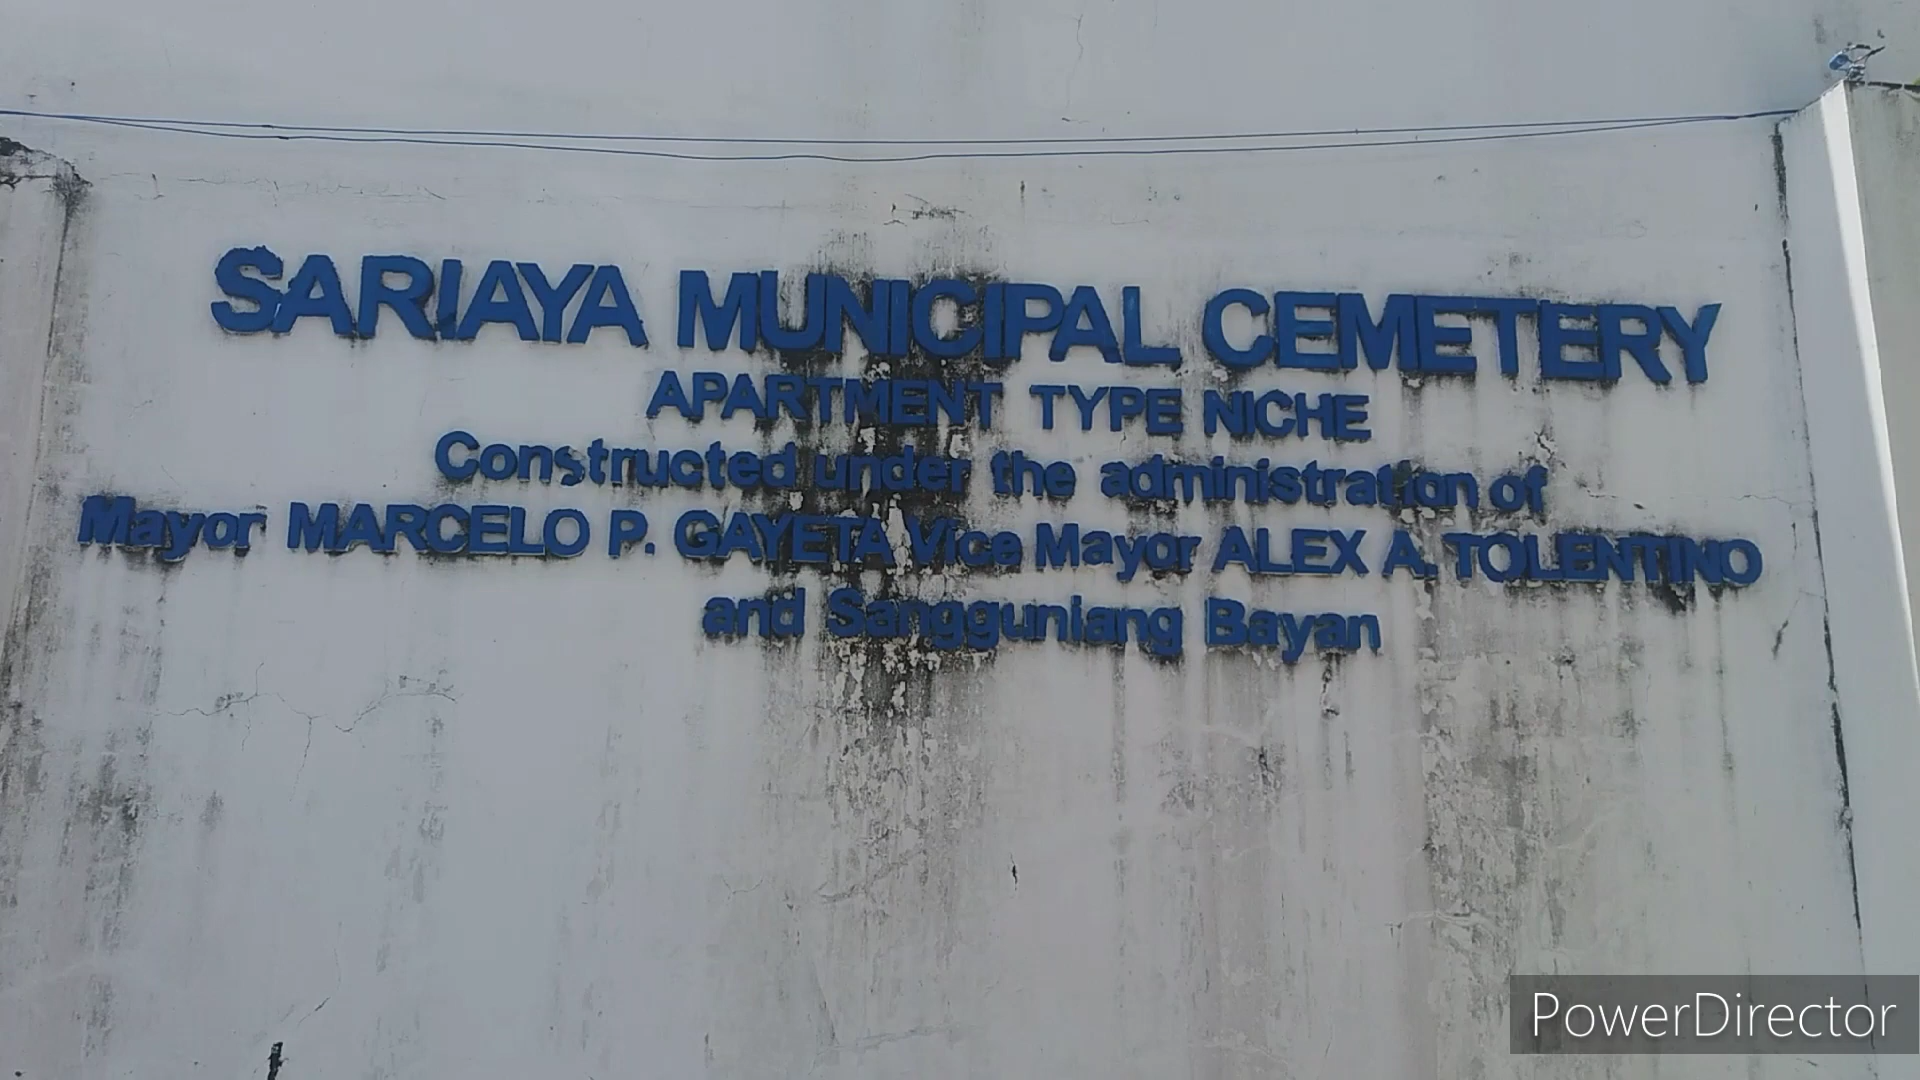 SARIAYA MUNICIPAL CEMETERY
APARTMENT TYPE NICHE
Constructed under the administration of
Mayor MARCELO P. GAYETA Vice Mayor ALEX A. TOLENTINO
and Sangguniang Bayan
PowerDirector